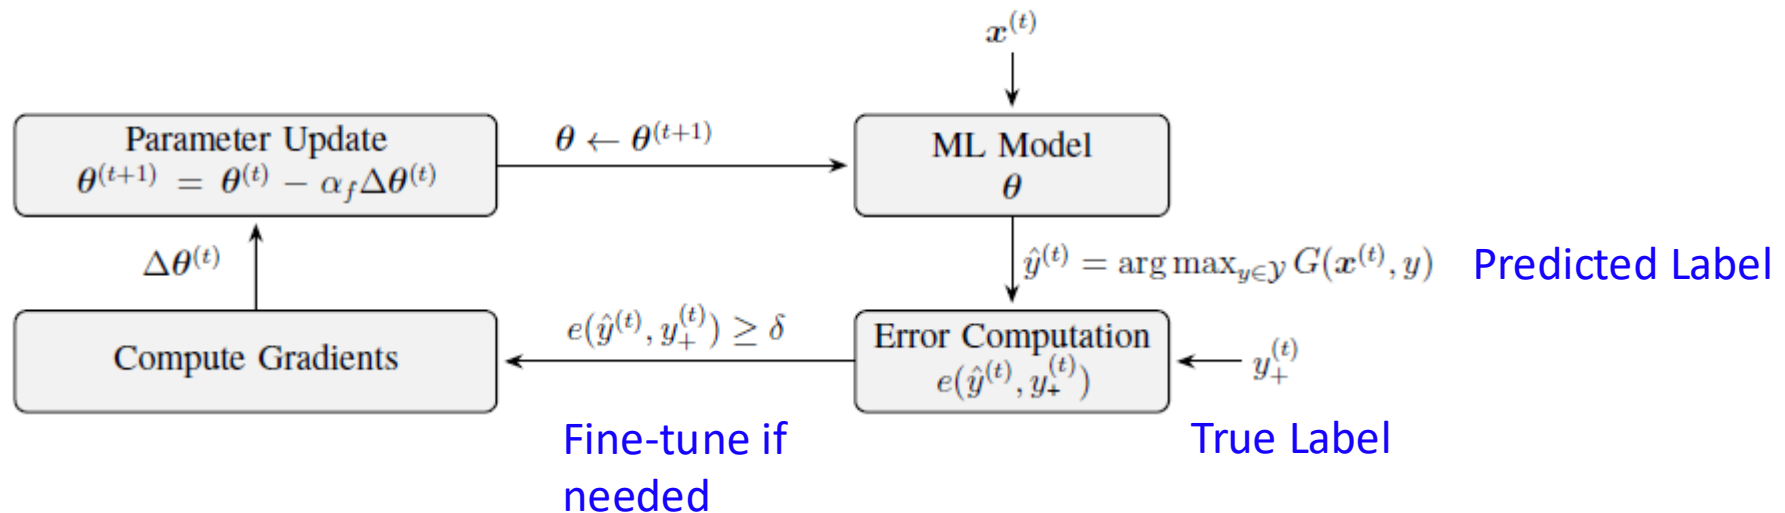 𝒙^(t)
Parameter Update
𝜽^(t+1) = 𝜽^(t) − α_f Δ𝜽^(t)
𝜽 ← 𝜽^(t+1)
ML Model
𝜽
Δ𝜽^(t)
ŷ^(t) = arg max_{y∈𝒴} G(𝒙^(t), y)
Predicted Label
Compute Gradients
e(ŷ^(t), y_+^(t)) ≥ δ
Error Computation
e(ŷ^(t), y_+^(t))
y_+^(t)
Fine-tune if
needed
True Label